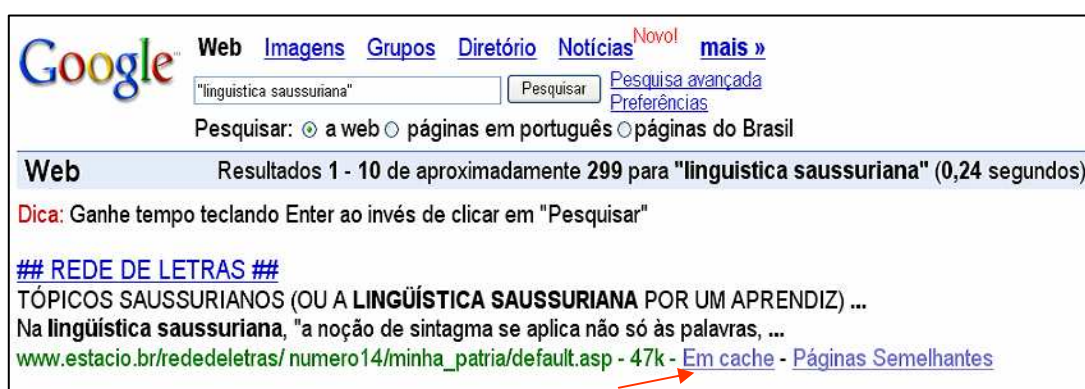 Google Web Imagens Grupos Diretório Notícias Novo! mais »
"linguistica saussuriana" Pesquisar Pesquisa avançada
Preferências
Pesquisar: a web páginas em português páginas do Brasil
Web Resultados 1 - 10 de aproximadamente 299 para "linguistica saussuriana" (0,24 segundos)
Dica: Ganhe tempo teclando Enter ao invés de clicar em "Pesquisar"
## REDE DE LETRAS ##
TÓPICOS SAUSSURIANOS (OU A LINGÜÍSTICA SAUSSURIANA POR UM APRENDIZ) ...
Na lingüística saussuriana, "a noção de sintagma se aplica não só às palavras, ...
www.estacio.br/rededeletras/ numero14/minha_patria/default.asp - 47k - Em cache - Páginas Semelhantes